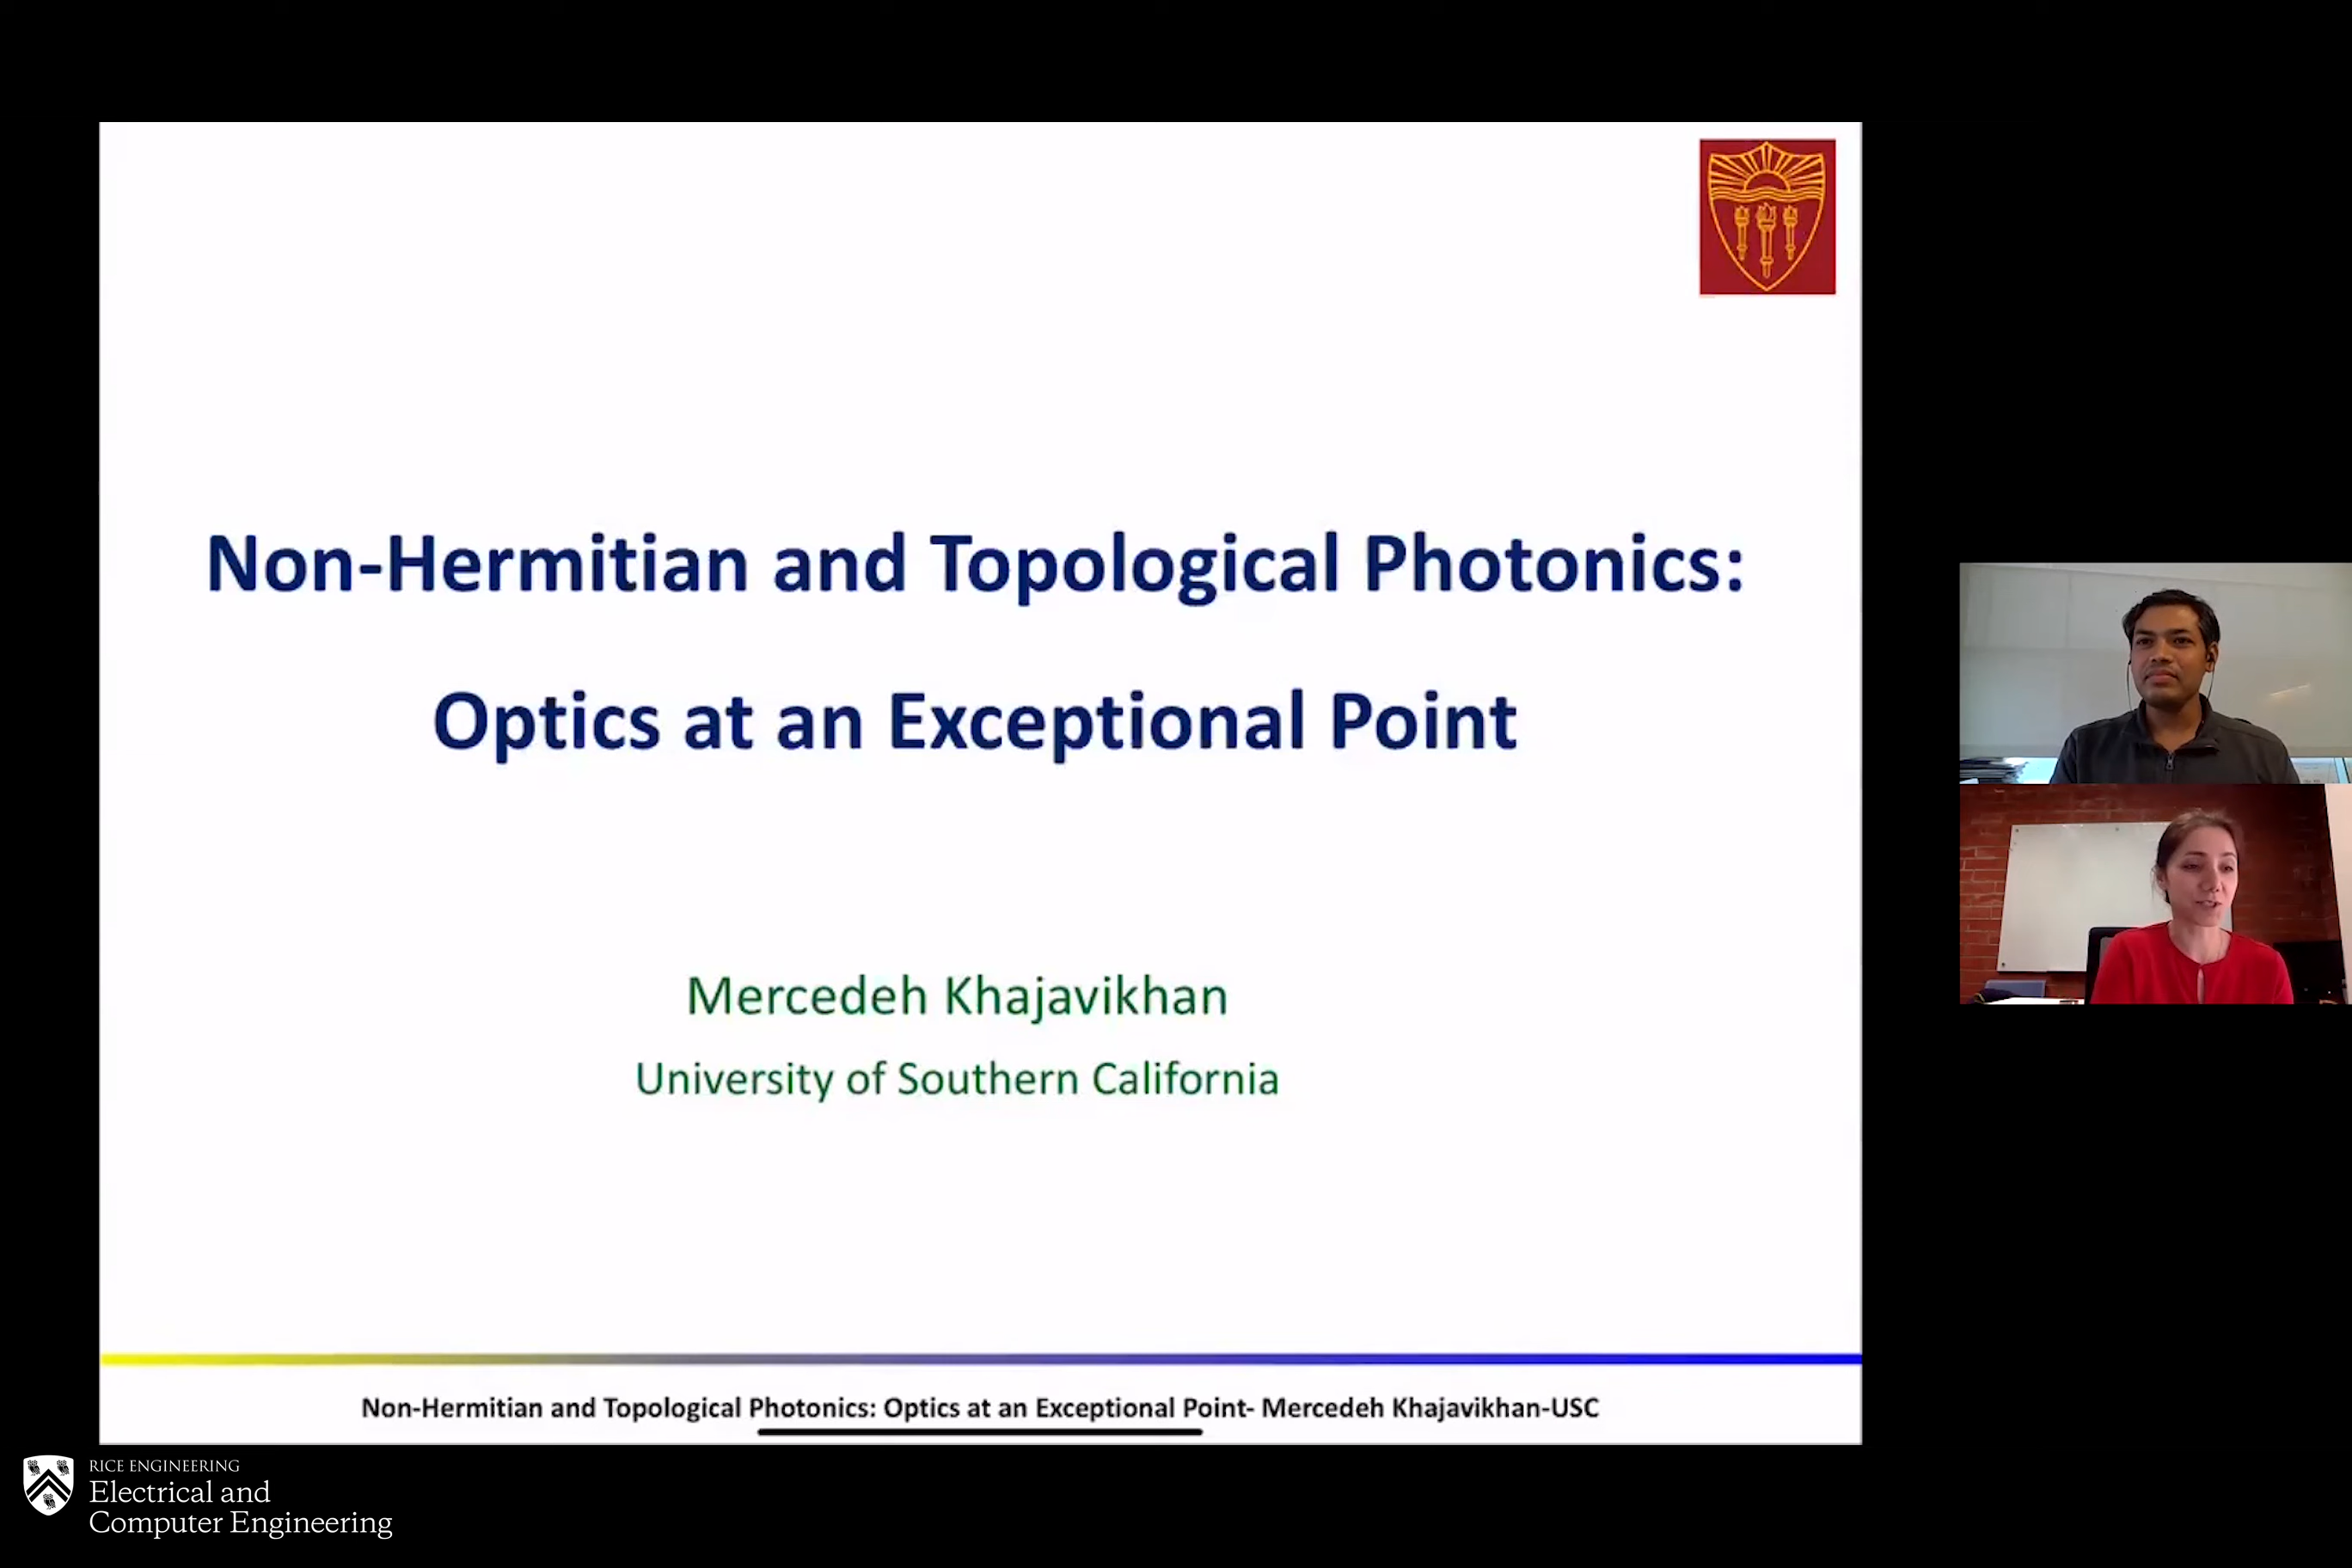 Non-Hermitian and Topological Photonics:
Optics at an Exceptional Point
Mercedeh Khajavikhan
University of Southern California
Non-Hermitian and Topological Photonics: Optics at an Exceptional Point- Mercedeh Khajavikhan-USC
RICE ENGINEERING
Electrical and
Computer Engineering